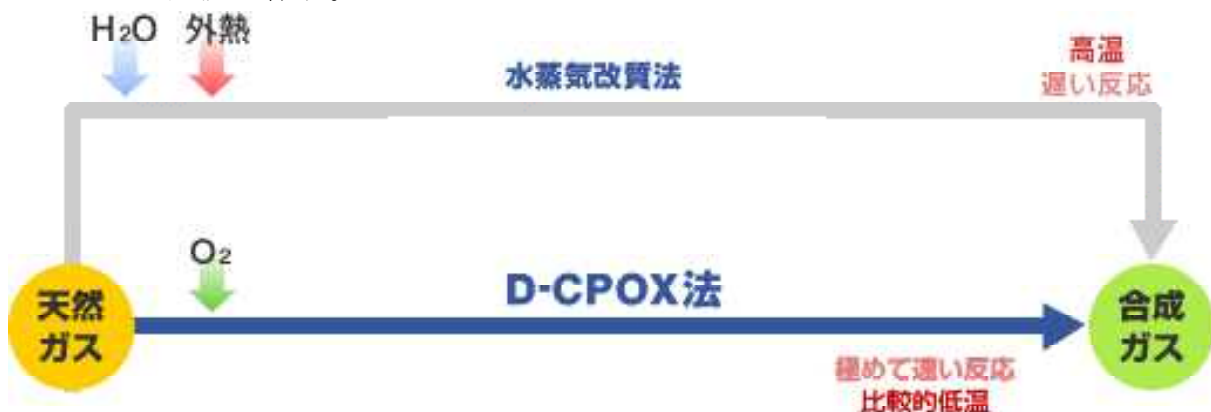 H₂O 外熱
水蒸気改質法
高温
遅い反応
O₂
D-CPOX法
天然
ガス
合成
ガス
極めて速い反応
比較的低温